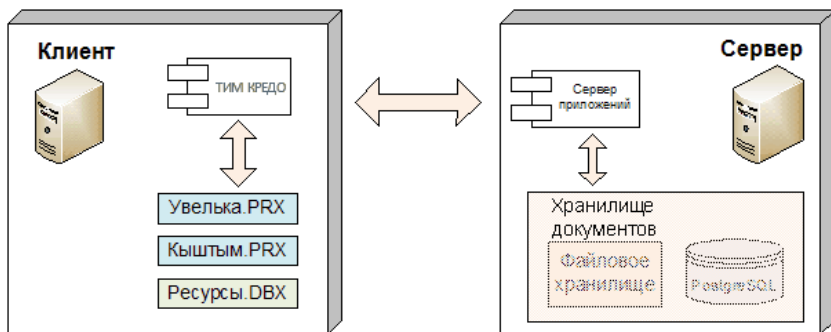 Клиент
ТИМ КРЕДО
Увелька.PRX
Кыштым.PRX
Ресурсы.DBX
Сервер
Сервер
приложений
Хранилище
документов
Файловое
хранилище
PostgreSQL